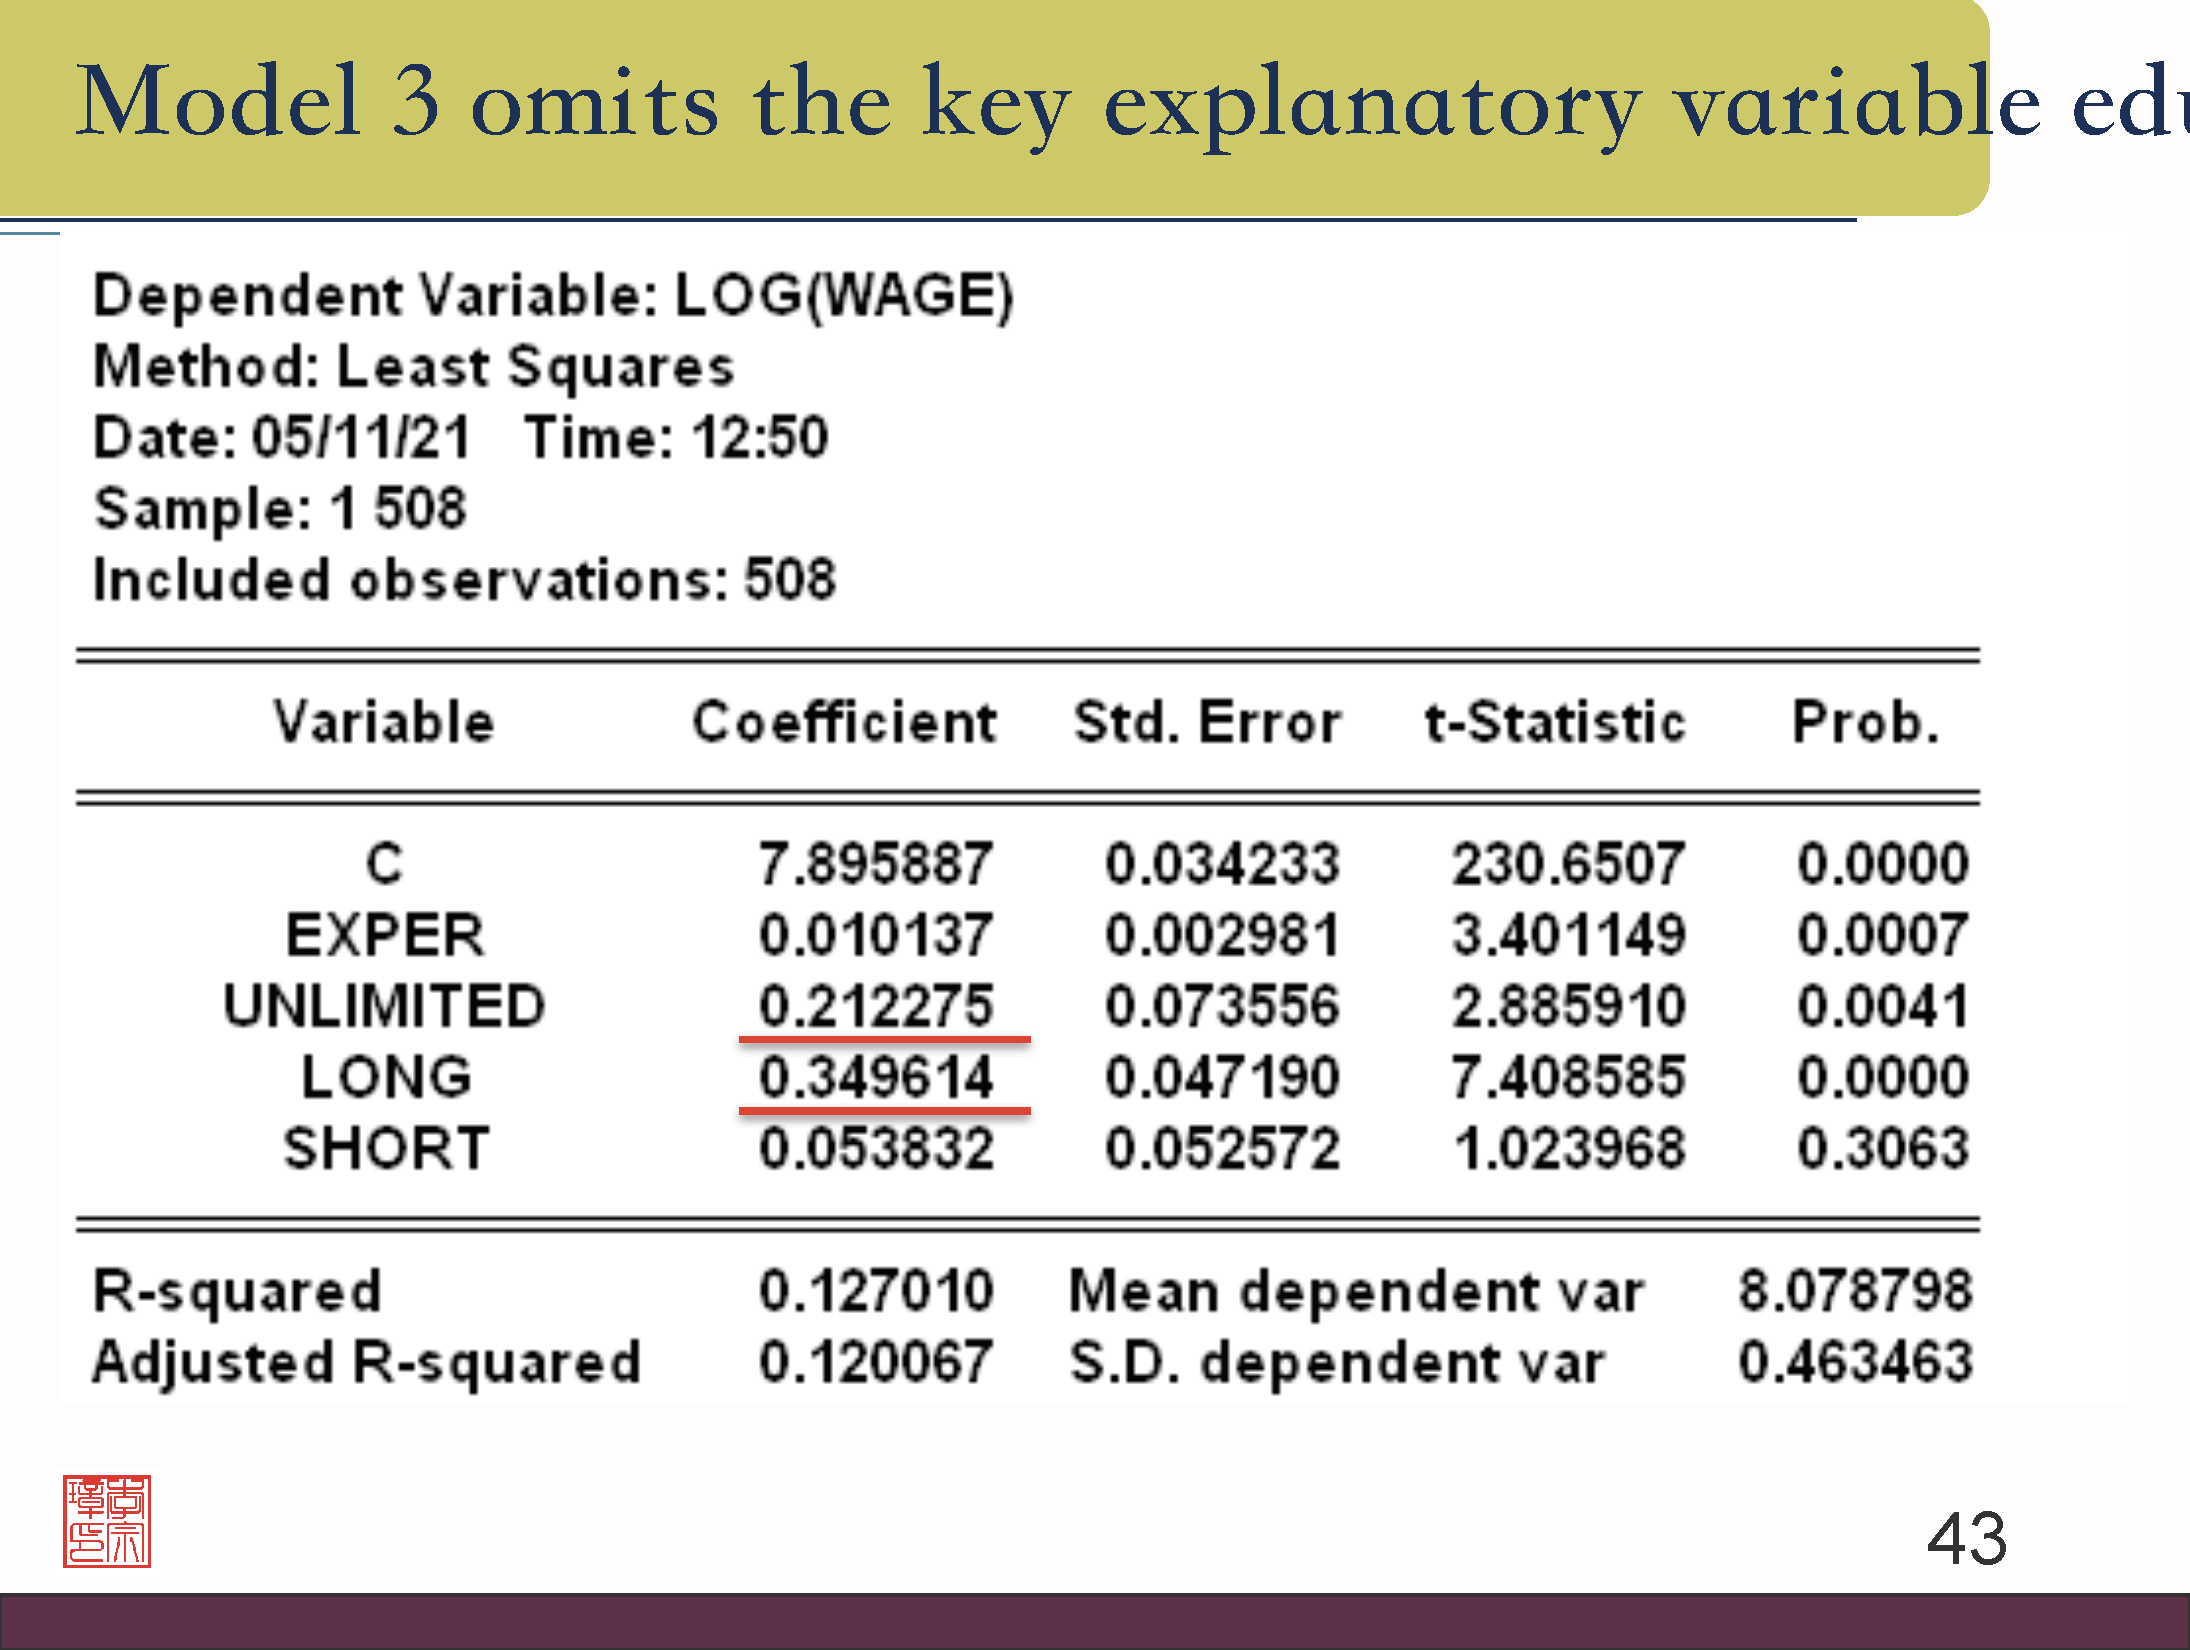 Model 3 omits the key explanatory variable edu
Dependent Variable: LOG(WAGE)
Method: Least Squares
Date: 05/11/21 Time: 12:50
Sample: 1 508
Included observations: 508
Variable Coefficient Std. Error t-Statistic Prob.
C 7.895887 0.034233 230.6507 0.0000
EXPER 0.010137 0.002981 3.401149 0.0007
UNLIMITED 0.212275 0.073556 2.885910 0.0041
LONG 0.349614 0.047190 7.408585 0.0000
SHORT 0.053832 0.052572 1.023968 0.3063
R-squared 0.127010 Mean dependent var 8.078798
Adjusted R-squared 0.120067 S.D. dependent var 0.463463
李宗璋印
43